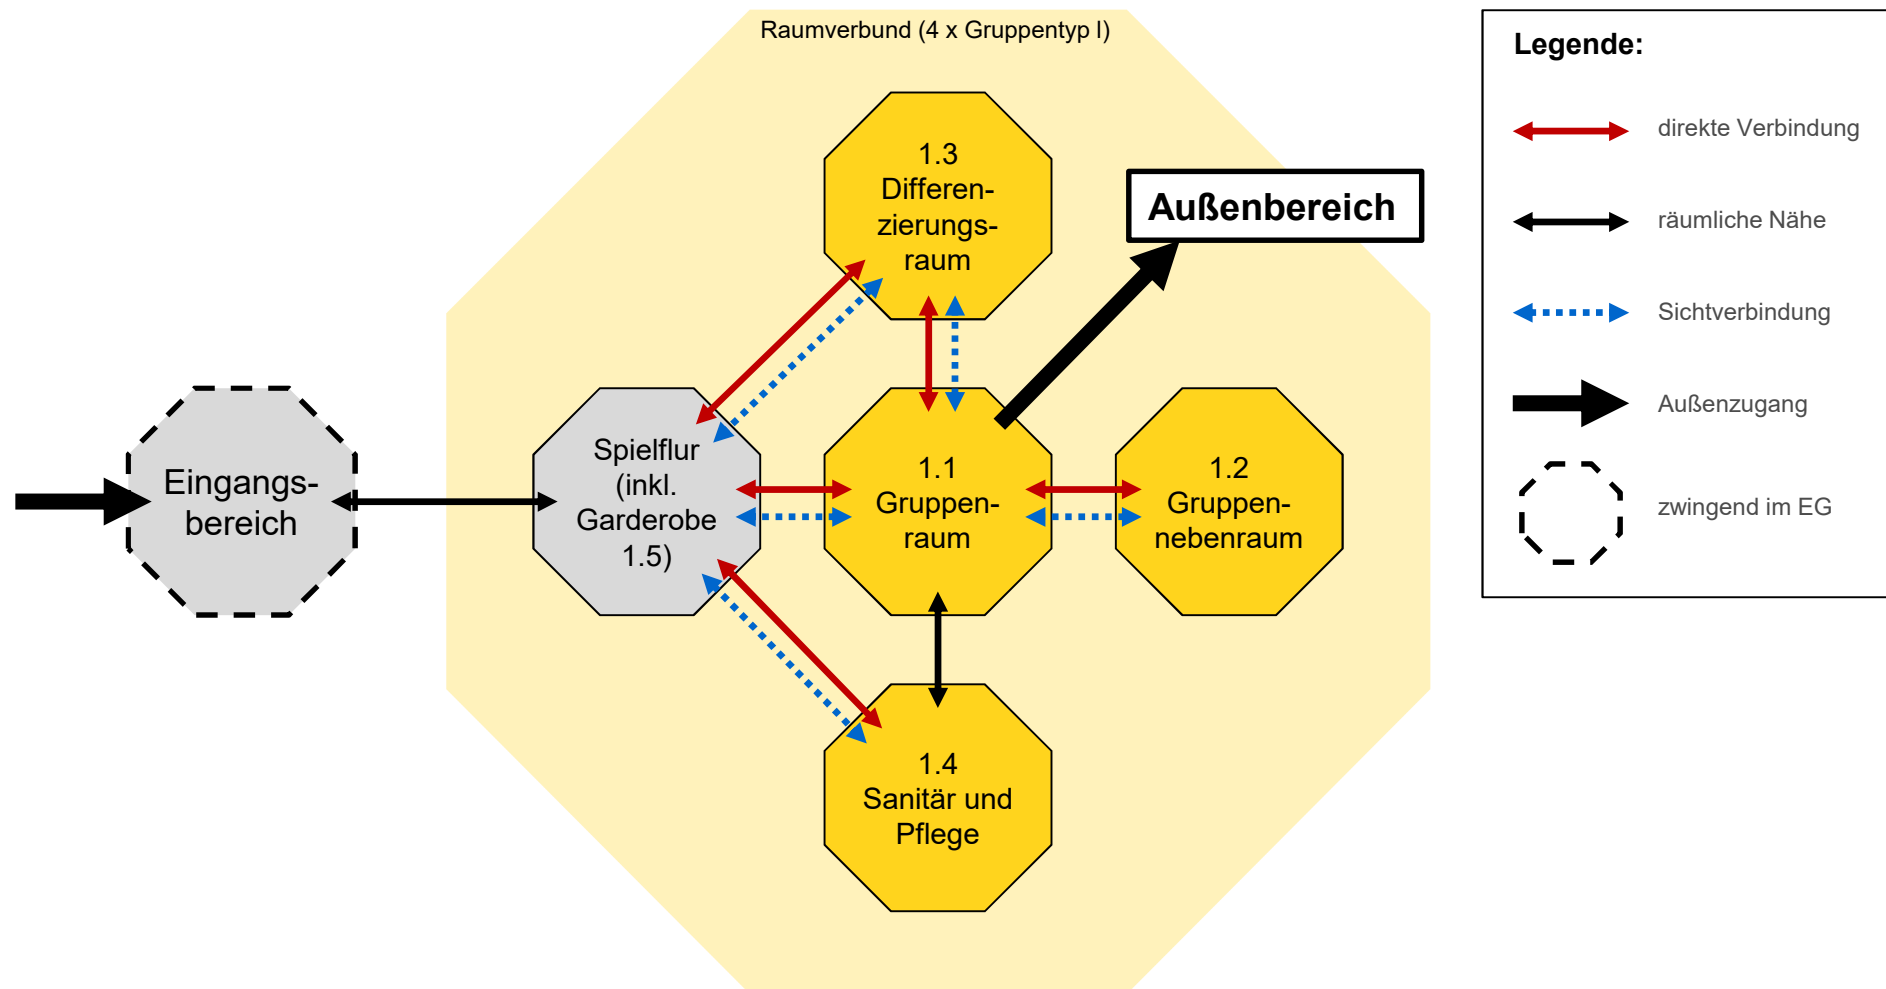 Raumverbund (4 x Gruppentyp I)
1.3
Differen-
zierungs-
raum
Außenbereich
Eingangs-
bereich
Spielflur
(inkl.
Garderobe
1.5)
1.1
Gruppen-
raum
1.2
Gruppen-
nebenraum
1.4
Sanitär und
Pflege
Legende:
direkte Verbindung
räumliche Nähe
Sichtverbindung
Außenzugang
zwingend im EG